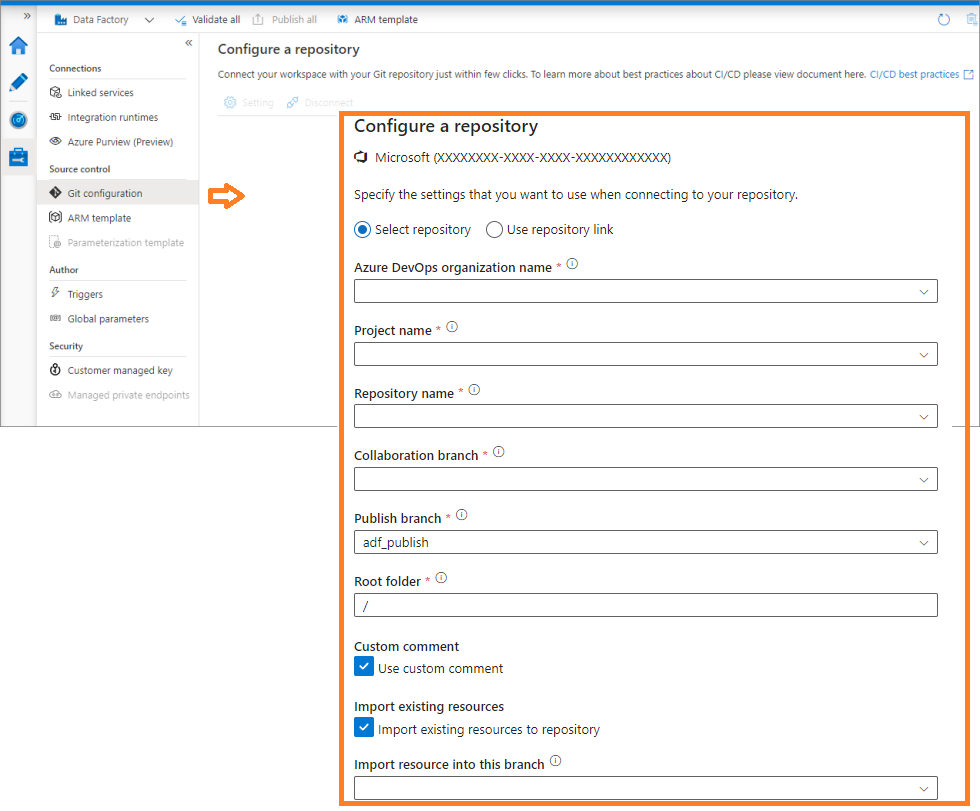 Data Factory
Validate all
Publish all
ARM template
Connections
Linked services
Integration runtimes
Azure Purview (Preview)
Source control
Git configuration
ARM template
Parameterization template
Author
Triggers
Global parameters
Security
Customer managed key
Managed private endpoints
Configure a repository
Connect your workspace with your Git repository just within few clicks. To learn more about best practices about CI/CD please view document here. CI/CD best practices
Setting
Disconnect
Configure a repository
Microsoft (XXXXXXXX-XXXX-XXXX-XXXXXXXXXXXX)
Specify the settings that you want to use when connecting to your repository.
Select repository
Use repository link
Azure DevOps organization name *
Project name *
Repository name *
Collaboration branch *
Publish branch *
adf_publish
Root folder *
/
Custom comment
Use custom comment
Import existing resources
Import existing resources to repository
Import resource into this branch